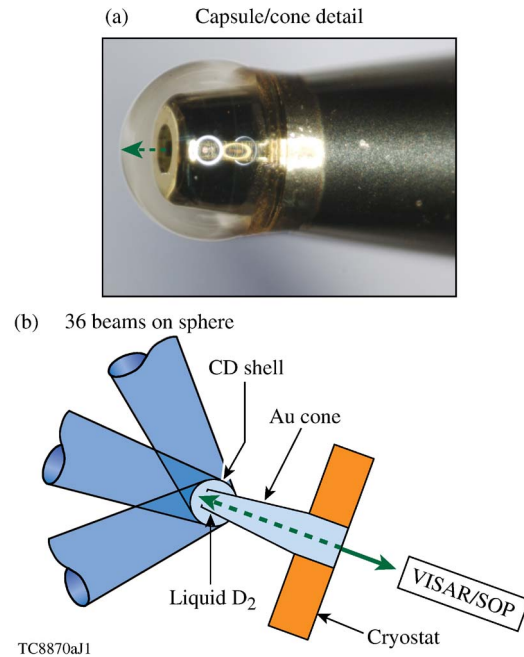 (a) Capsule/cone detail
(b) 36 beams on sphere
CD shell
Au cone
Liquid D₂
VISAR/SOP
Cryostat
TC8870aJ1